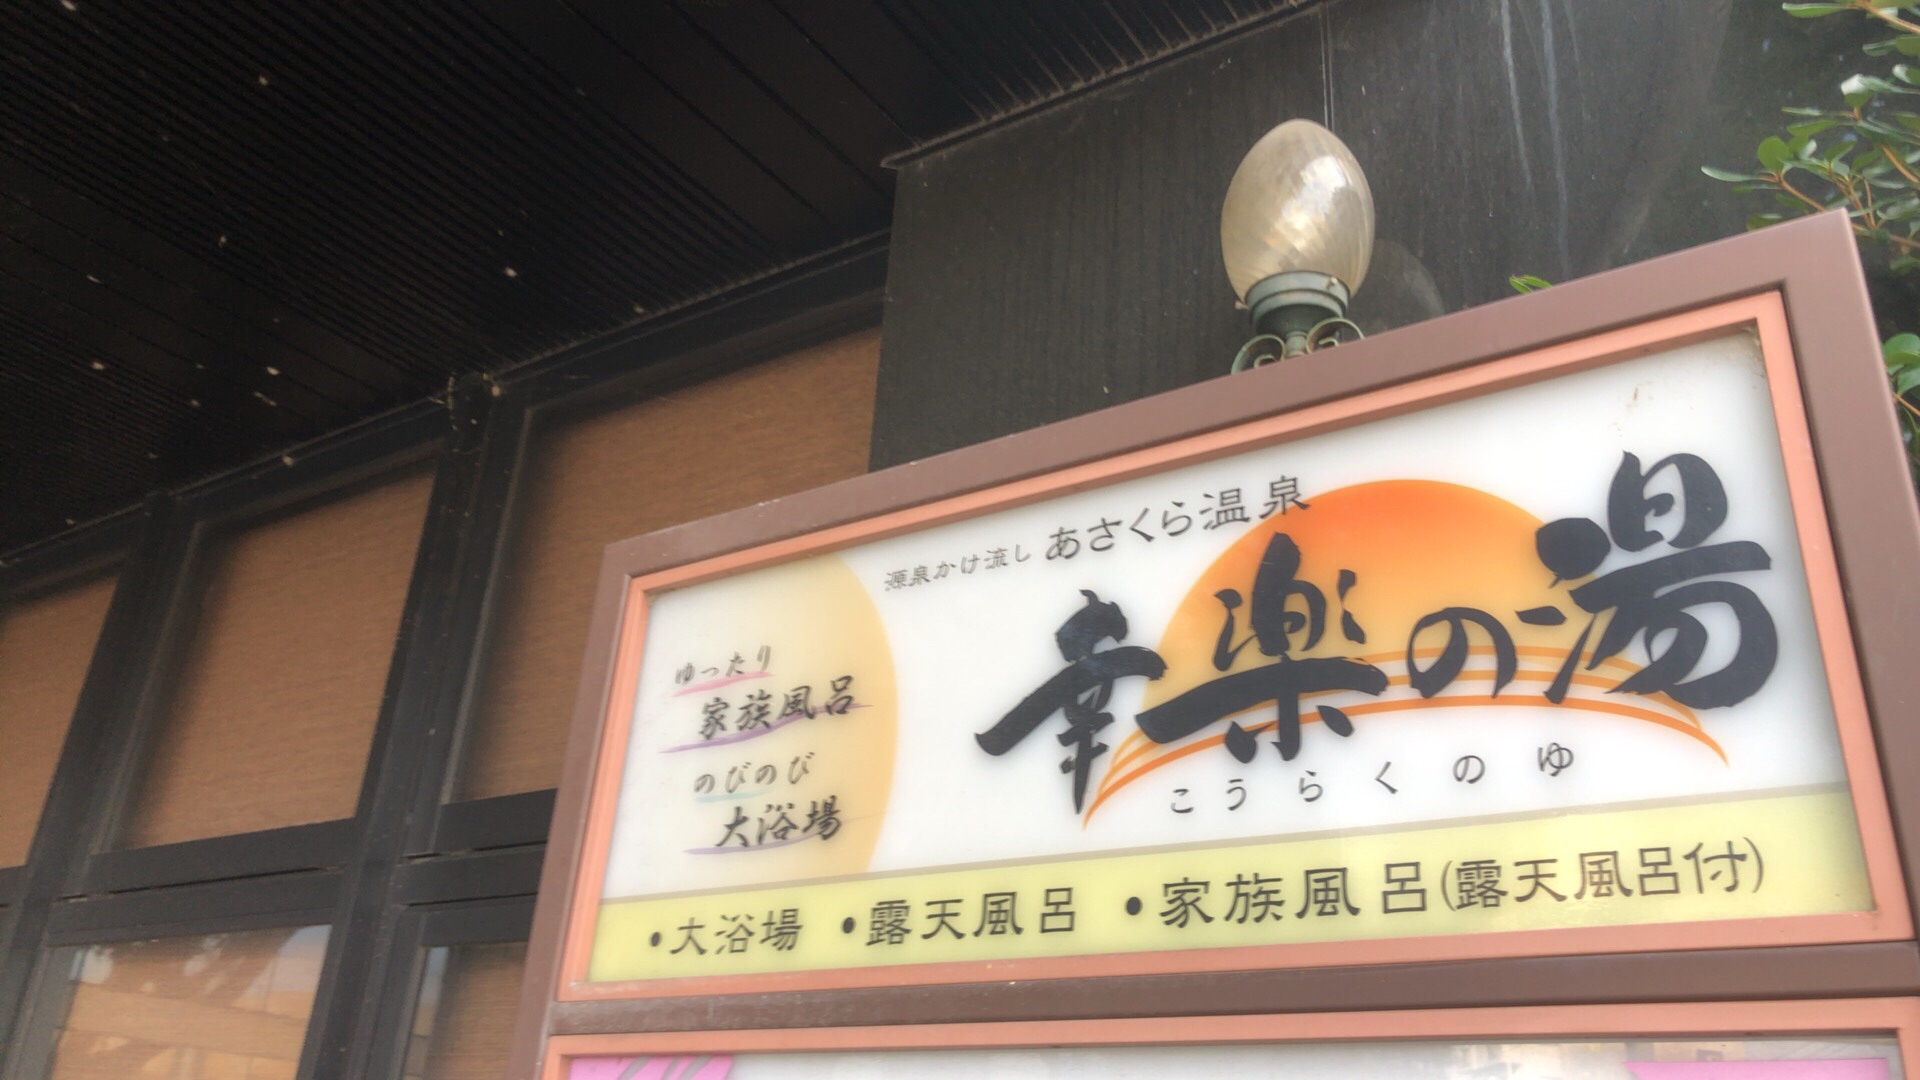 源泉かけ流し あさくら温泉
幸楽の湯
こうらくのゆ
ゆったり
家族風呂
のびのび
大浴場
・大浴場 ・露天風呂 ・家族風呂(露天風呂付)